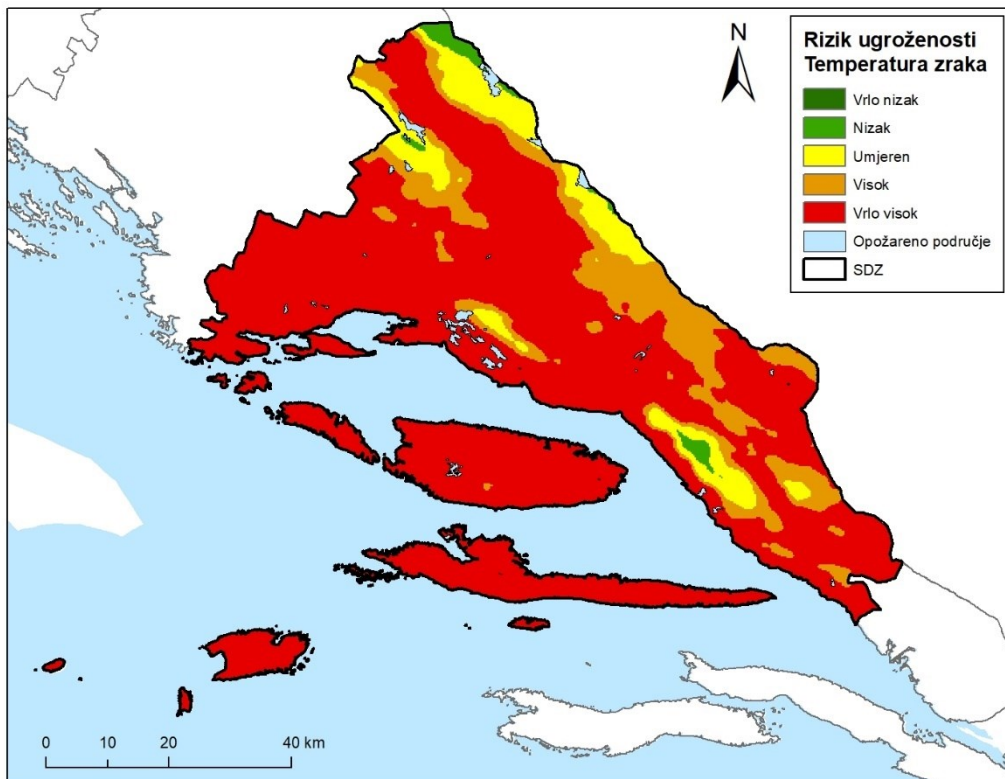 N
Rizik ugroženosti
Temperatura zraka
Vrlo nizak
Nizak
Umjeren
Visok
Vrlo visok
Opožareno područje
SDZ
0 10 20 40 km